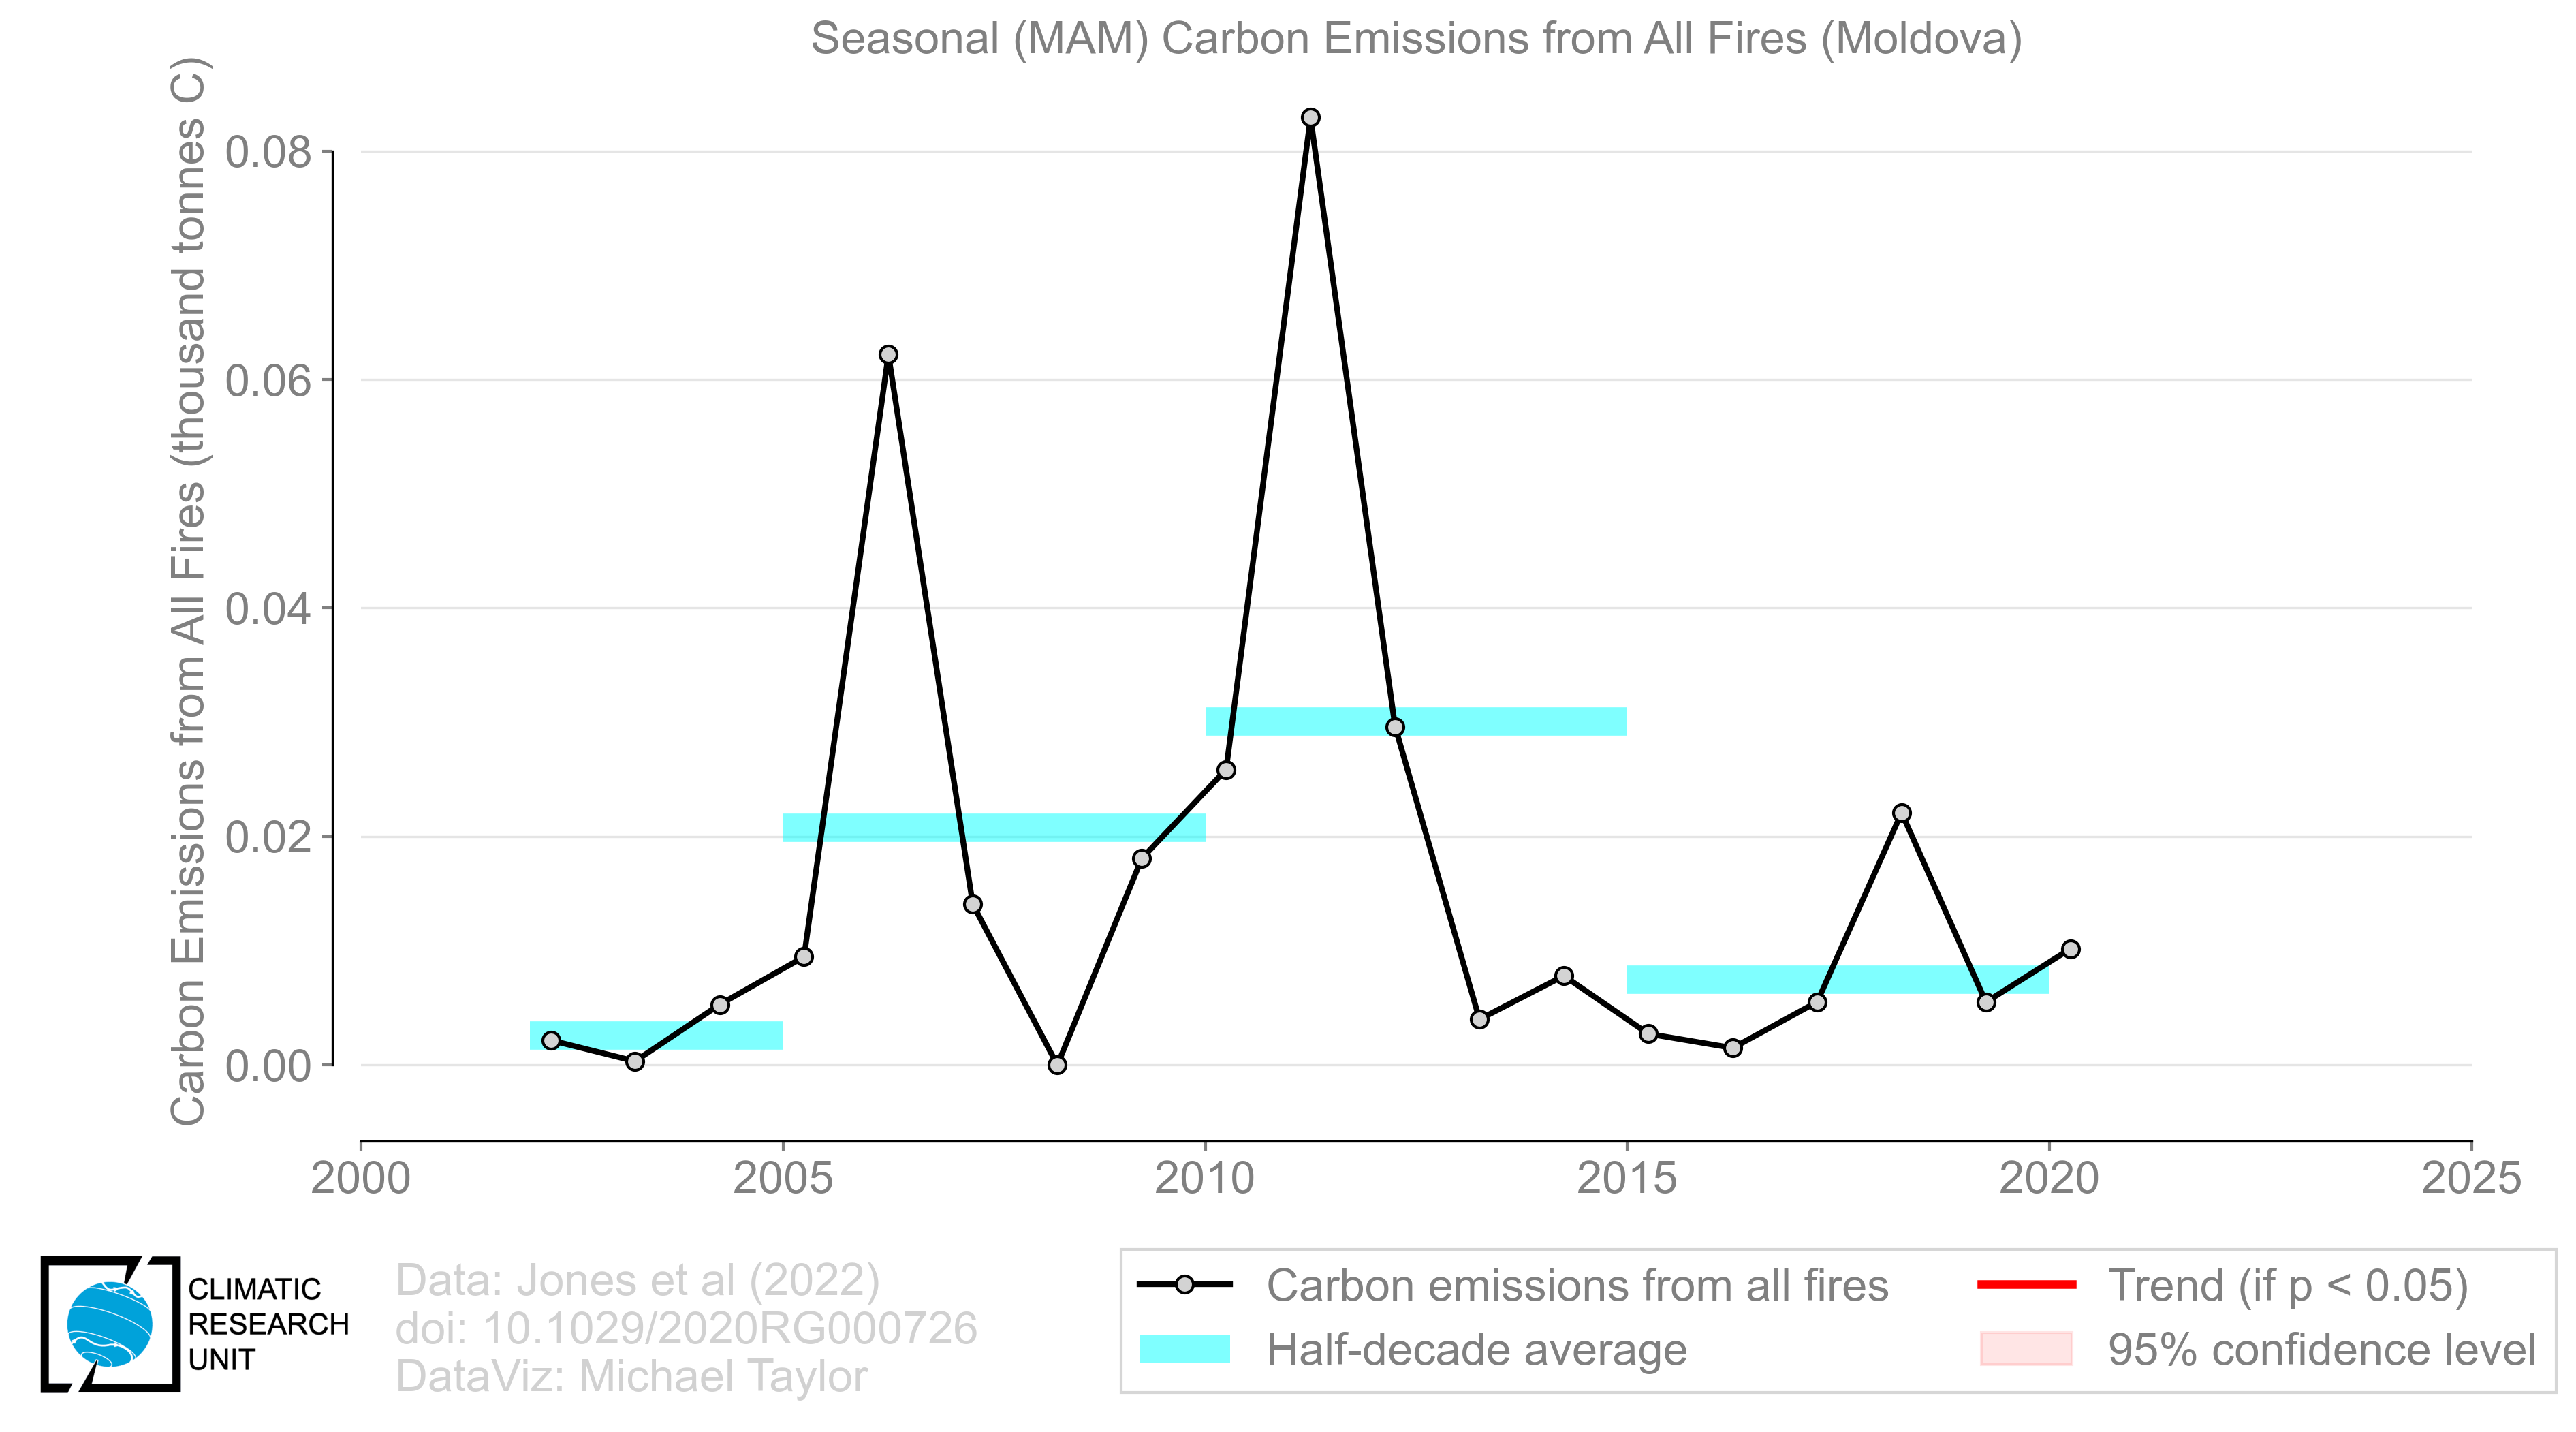 Seasonal (MAM) Carbon Emissions from All Fires (Moldova)
Carbon Emissions from All Fires (thousand tonnes C)
0.08
0.06
0.04
0.02
0.00
2000
2005
2010
2015
2020
2025
CLIMATIC
RESEARCH
UNIT
Data: Jones et al (2022)
doi: 10.1029/2020RG000726
DataViz: Michael Taylor
Carbon emissions from all fires
Half-decade average
Trend (if p < 0.05)
95% confidence level